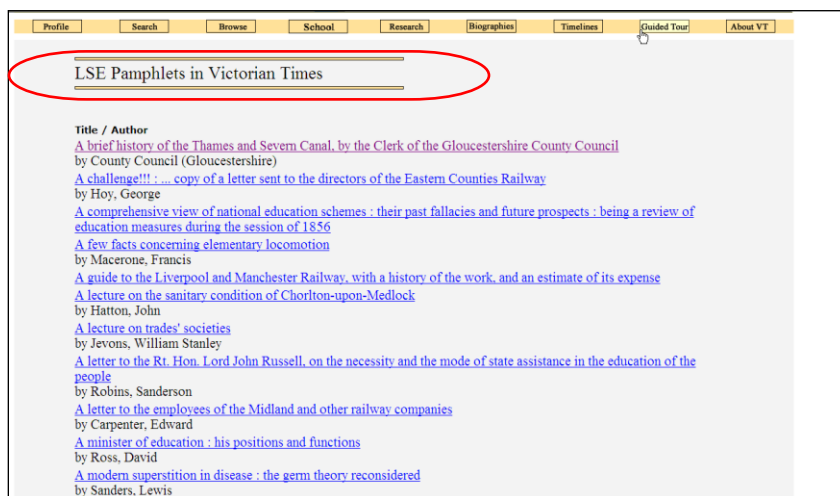 Profile Search Browse School Research Biographies Timelines Guided Tour About VT
LSE Pamphlets in Victorian Times
Title / Author
A brief history of the Thames and Severn Canal, by the Clerk of the Gloucestershire County Council
by County Council (Gloucestershire)
A challenge!!! : ... copy of a letter sent to the directors of the Eastern Counties Railway
by Hoy, George
A comprehensive view of national education schemes : their past fallacies and future prospects : being a review of
education measures during the session of 1856
A few facts concerning elementary locomotion
by Macerone, Francis
A guide to the Liverpool and Manchester Railway, with a history of the work, and an estimate of its expense
A lecture on the sanitary condition of Chorlton-upon-Medlock
by Hatton, John
A lecture on trades' societies
by Jevons, William Stanley
A letter to the Rt. Hon. Lord John Russell, on the necessity and the mode of state assistance in the education of the
people
by Robins, Sanderson
A letter to the employees of the Midland and other railway companies
by Carpenter, Edward
A minister of education : his positions and functions
by Ross, David
A modern superstition in disease : the germ theory reconsidered
by Sanders, Lewis